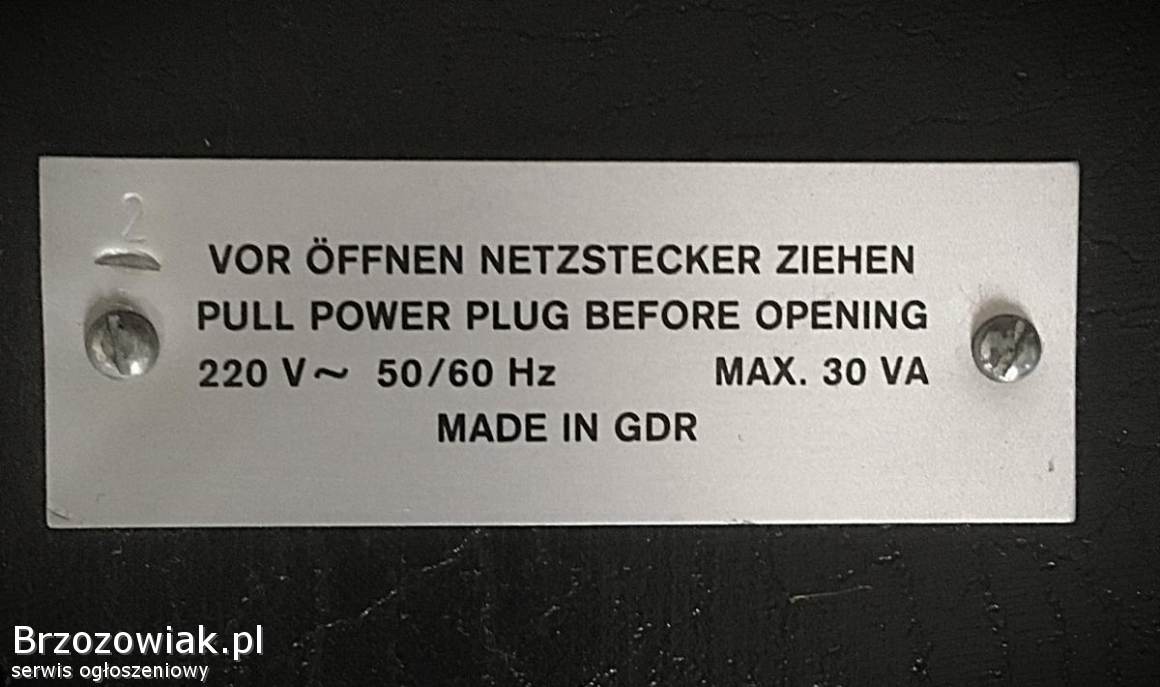 2
VOR ÖFFNEN NETZSTECKER ZIEHEN
PULL POWER PLUG BEFORE OPENING
220 V~ 50/60 Hz MAX. 30 VA
MADE IN GDR
Brzozowiak.pl
serwis ogłoszeniowy